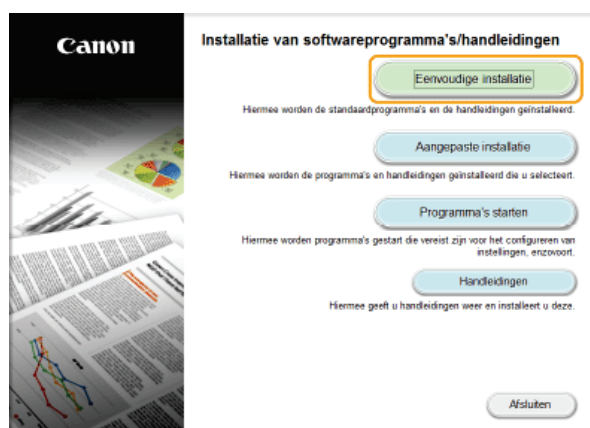 Canon
Installatie van softwareprogramma's/handleidingen
Eenvoudige installatie
Hiermee worden de standaardprogramma's en de handleidingen geïnstalleerd.
Aangepaste installatie
Hiermee worden de programma's en handleidingen geïnstalleerd die u selecteert.
Programma's starten
Hiermee worden programma's gestart die vereist zijn voor het configureren van
instellingen, enzovoort.
Handleidingen
Hiermee geeft u handleidingen weer en installeert u deze.
Afsluiten